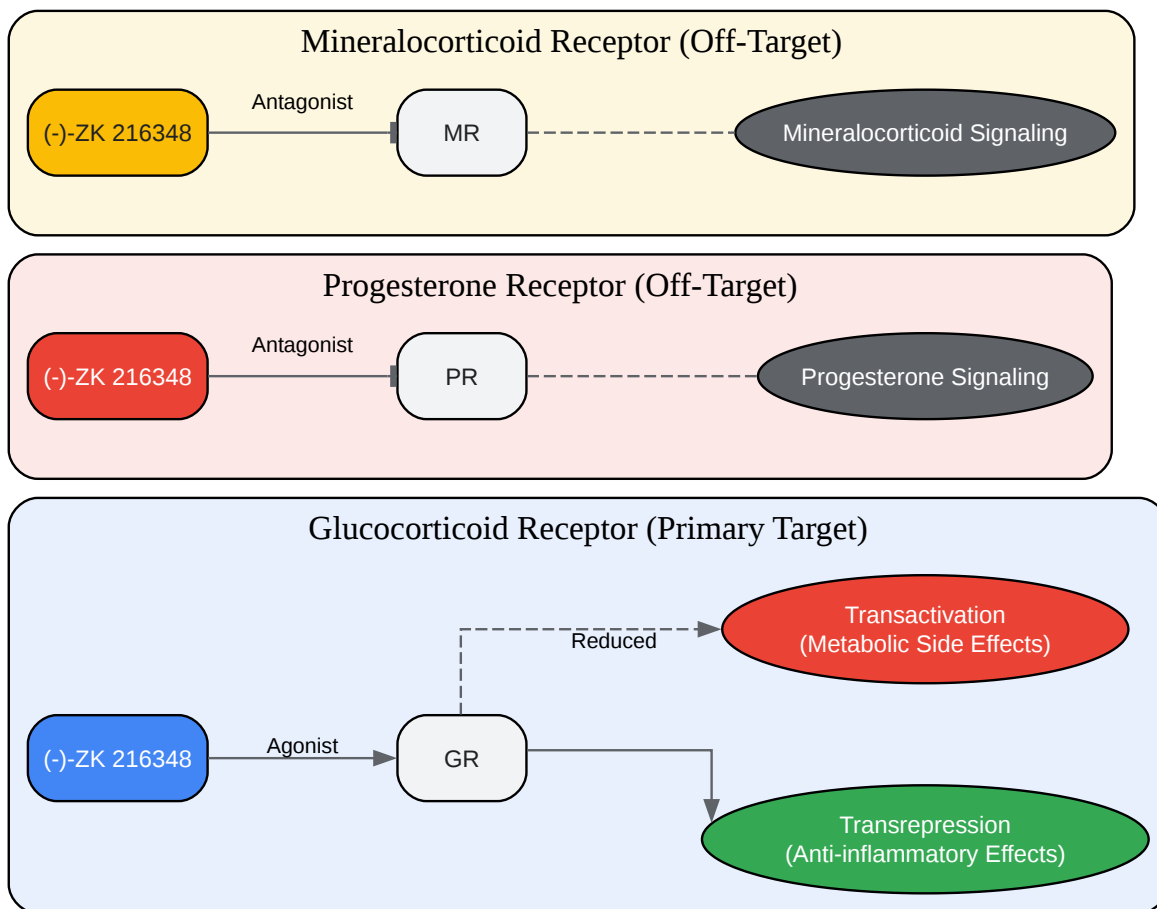 Mineralocorticoid Receptor (Off-Target)
(-)-ZK 216348
Antagonist
MR
Mineralocorticoid Signaling
Progesterone Receptor (Off-Target)
(-)-ZK 216348
Antagonist
PR
Progesterone Signaling
Glucocorticoid Receptor (Primary Target)
Transactivation
(Metabolic Side Effects)
Reduced
(-)-ZK 216348
Agonist
GR
Transrepression
(Anti-inflammatory Effects)